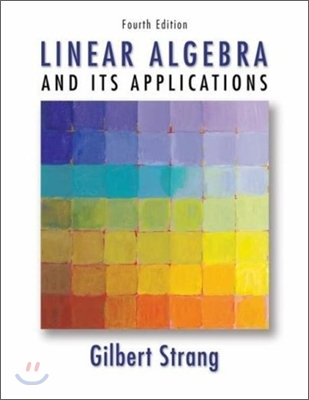 Fourth Edition
LINEAR ALGEBRA
AND ITS APPLICATIONS
Gilbert Strang